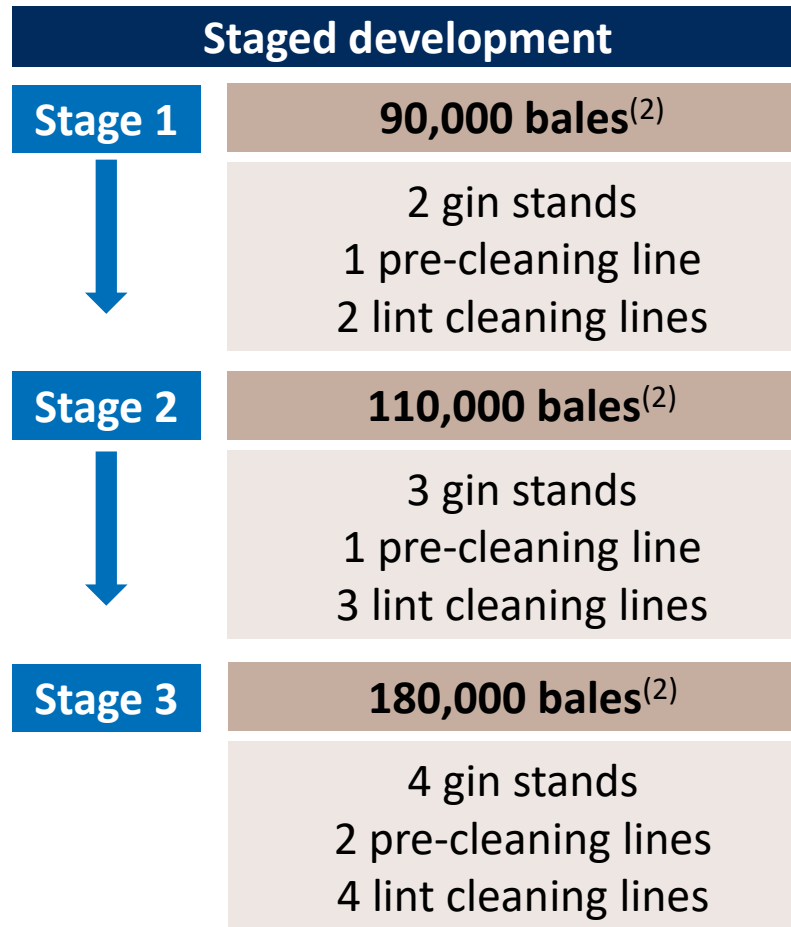 Staged development
Stage 1
90,000 bales(2)
2 gin stands
1 pre-cleaning line
2 lint cleaning lines
Stage 2
110,000 bales(2)
3 gin stands
1 pre-cleaning line
3 lint cleaning lines
Stage 3
180,000 bales(2)
4 gin stands
2 pre-cleaning lines
4 lint cleaning lines